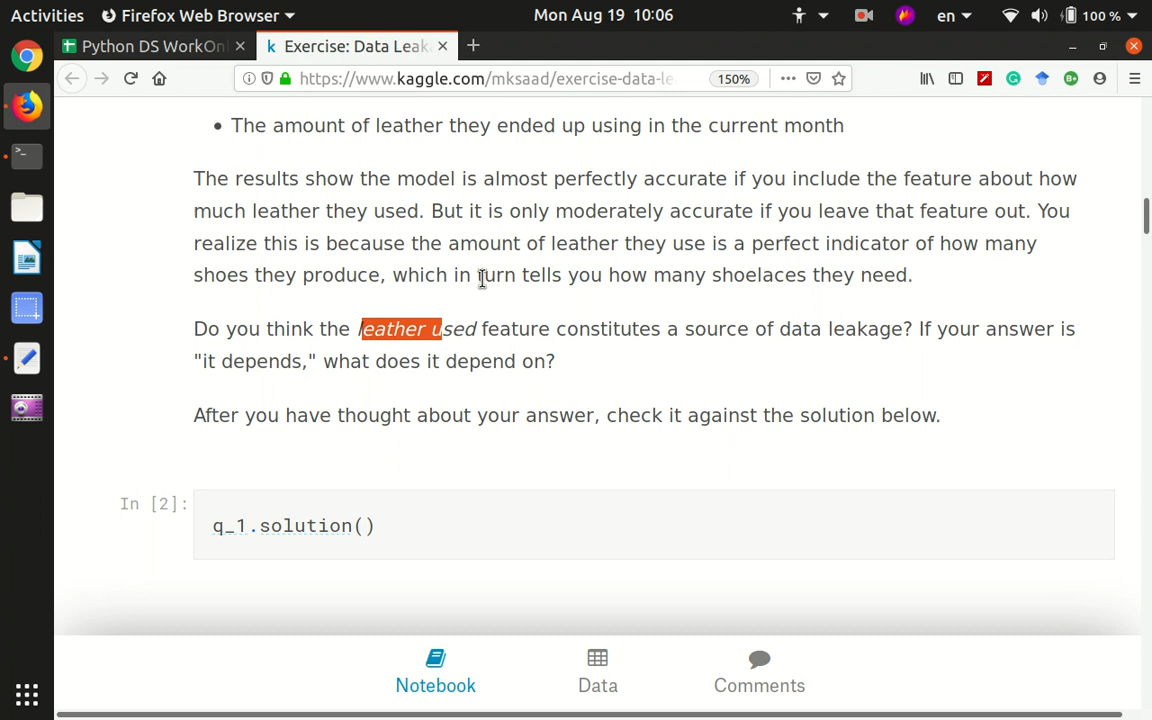 Activities Firefox Web Browser Mon Aug 19 10:06 en 100 %
Python DS WorkOn Exercise: Data Leak
https://www.kaggle.com/mksaad/exercise-data-le 150%
The amount of leather they ended up using in the current month
The results show the model is almost perfectly accurate if you include the feature about how
much leather they used. But it is only moderately accurate if you leave that feature out. You
realize this is because the amount of leather they use is a perfect indicator of how many
shoes they produce, which in turn tells you how many shoelaces they need.
Do you think the leather used feature constitutes a source of data leakage? If your answer is
"it depends," what does it depend on?
After you have thought about your answer, check it against the solution below.
In [2]:
q_1.solution()
Notebook Data Comments